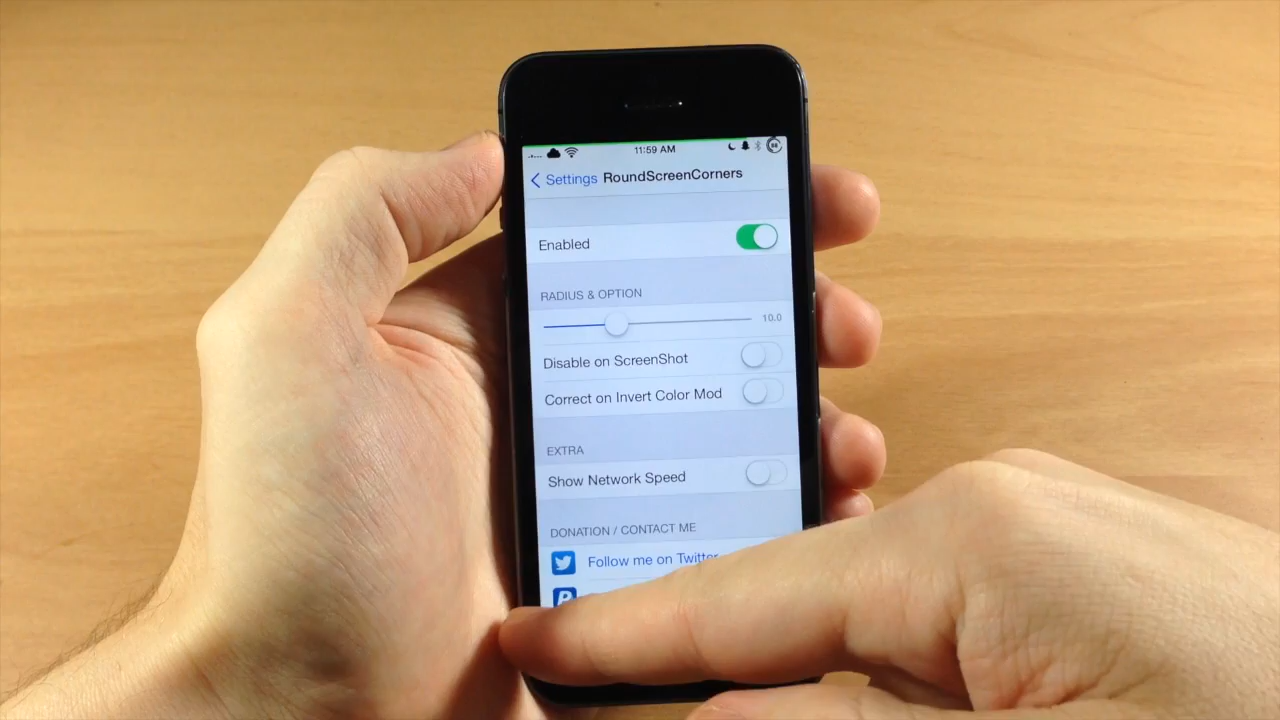 11:59 AM
Settings RoundScreenCorners
Enabled
RADIUS & OPTION
10.0
Disable on ScreenShot
Correct on Invert Color Mod
EXTRA
Show Network Speed
DONATION / CONTACT ME
Follow me on Twitter